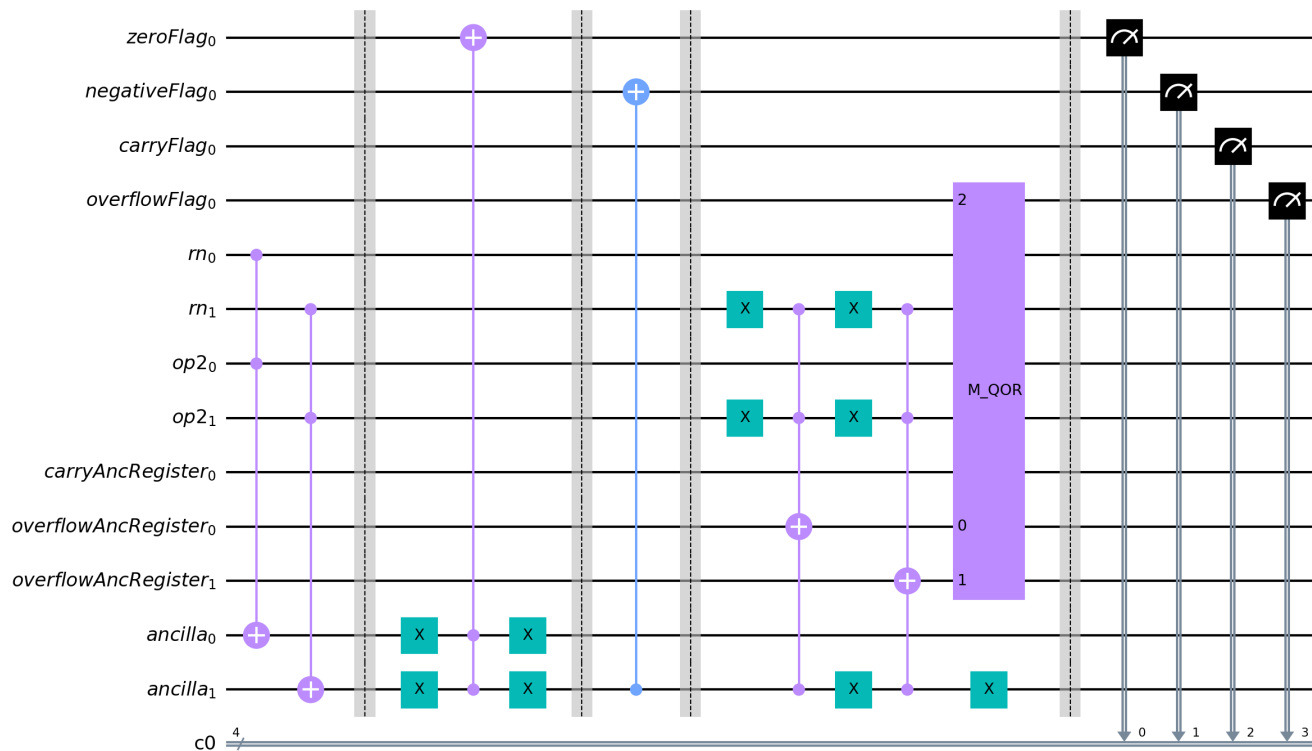 zeroFlag₀
negativeFlag₀
carryFlag₀
overflowFlag₀ 2
rn₀
rn₁ X X
op2₀
M_QOR
op2₁ X X
carryAncRegister₀
overflowAncRegister₀ 0
overflowAncRegister₁ 1
ancilla₀ X X
ancilla₁ X X X X
c0 4 0 1 2 3